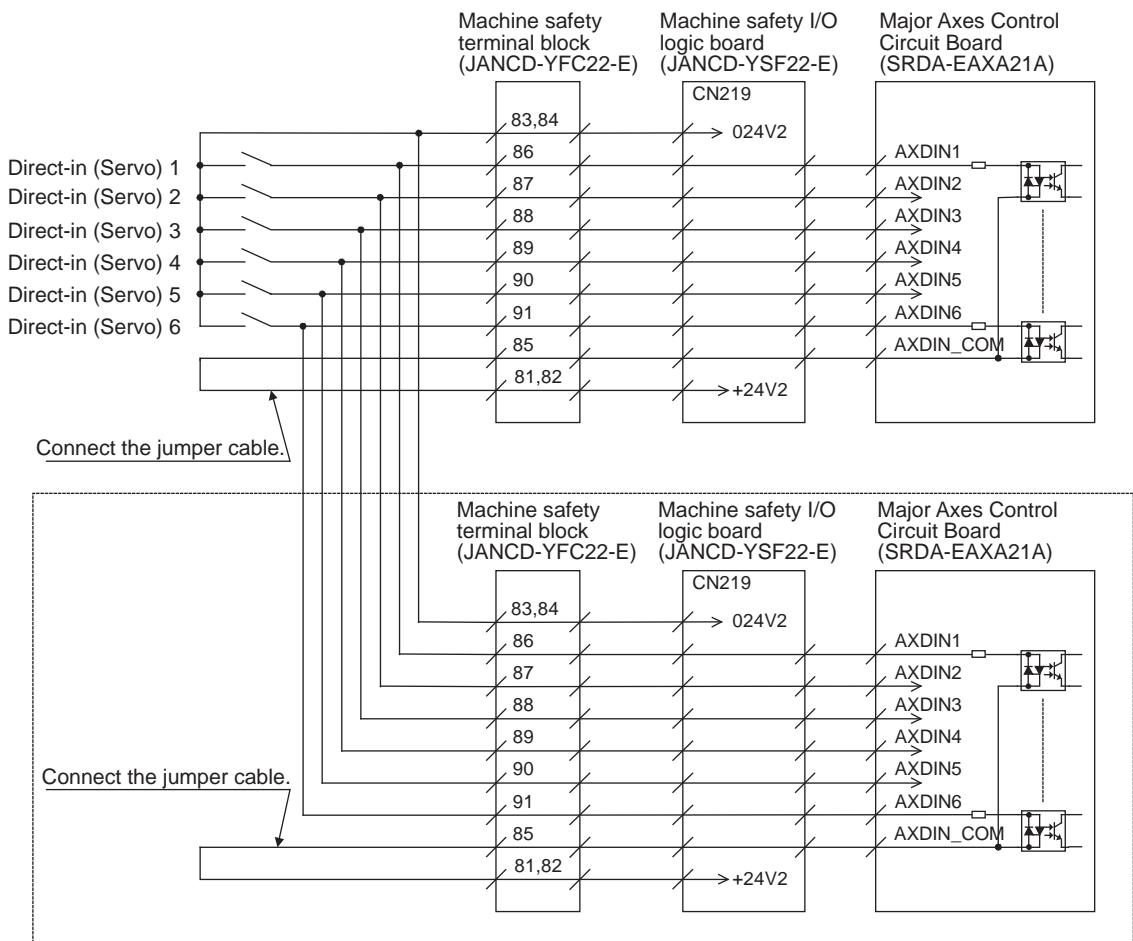 Machine safety
terminal block
(JANCD-YFC22-E)
Machine safety I/O
logic board
(JANCD-YSF22-E)
Major Axes Control
Circuit Board
(SRDA-EAXA21A)
CN219
83,84
024V2
Direct-in (Servo) 1
86
AXDIN1
Direct-in (Servo) 2
87
AXDIN2
Direct-in (Servo) 3
88
AXDIN3
Direct-in (Servo) 4
89
AXDIN4
Direct-in (Servo) 5
90
AXDIN5
Direct-in (Servo) 6
91
AXDIN6
85
AXDIN_COM
81,82
+24V2
Connect the jumper cable.
Machine safety
terminal block
(JANCD-YFC22-E)
Machine safety I/O
logic board
(JANCD-YSF22-E)
Major Axes Control
Circuit Board
(SRDA-EAXA21A)
CN219
83,84
024V2
86
AXDIN1
87
AXDIN2
88
AXDIN3
89
AXDIN4
90
AXDIN5
Connect the jumper cable.
91
AXDIN6
85
AXDIN_COM
81,82
+24V2